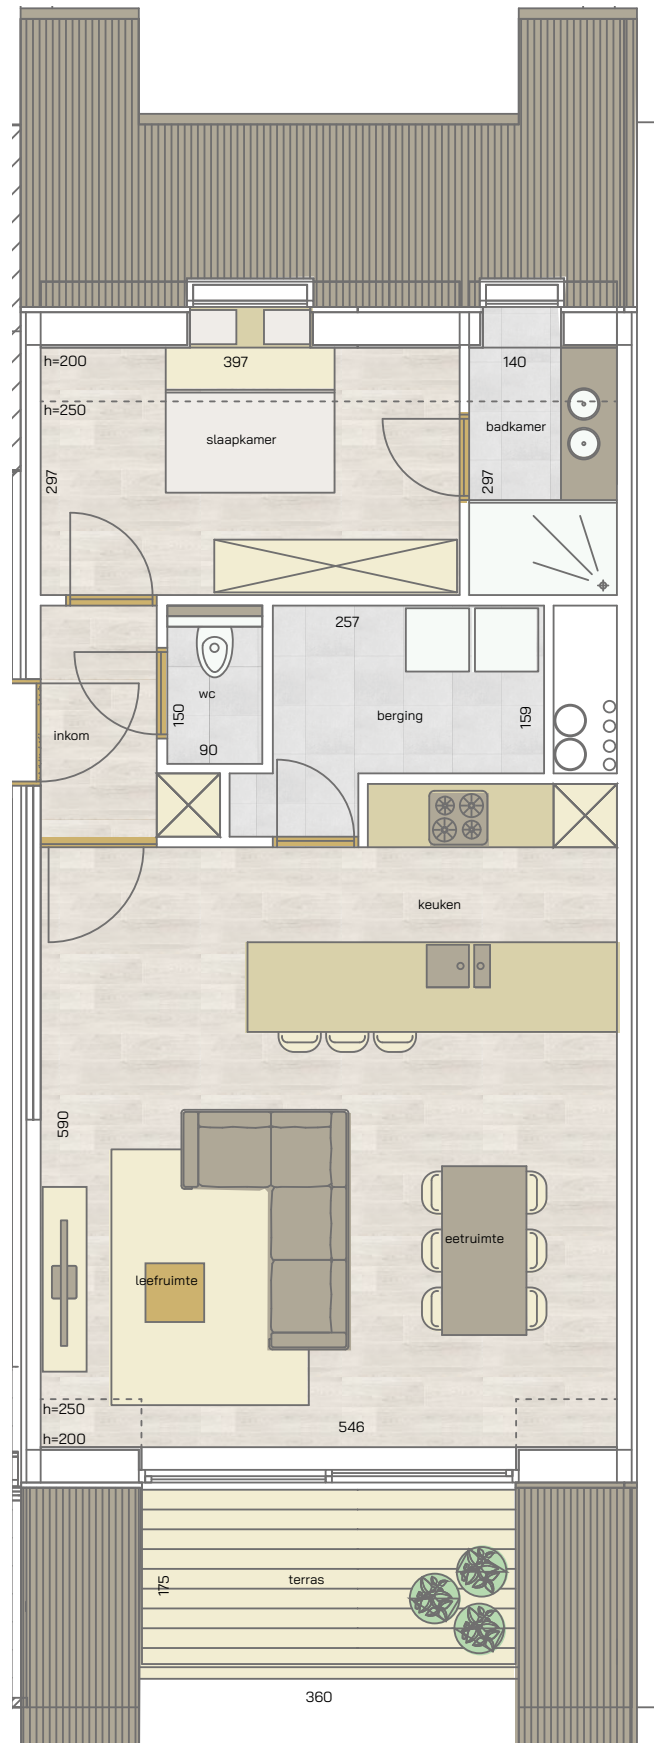 h=200
397
140
h=250
badkamer
slaapkamer
297
297
257
wc
150
berging
159
inkom
90
keuken
590
eetruimte
leefruimte
h=250
546
h=200
terras
175
360